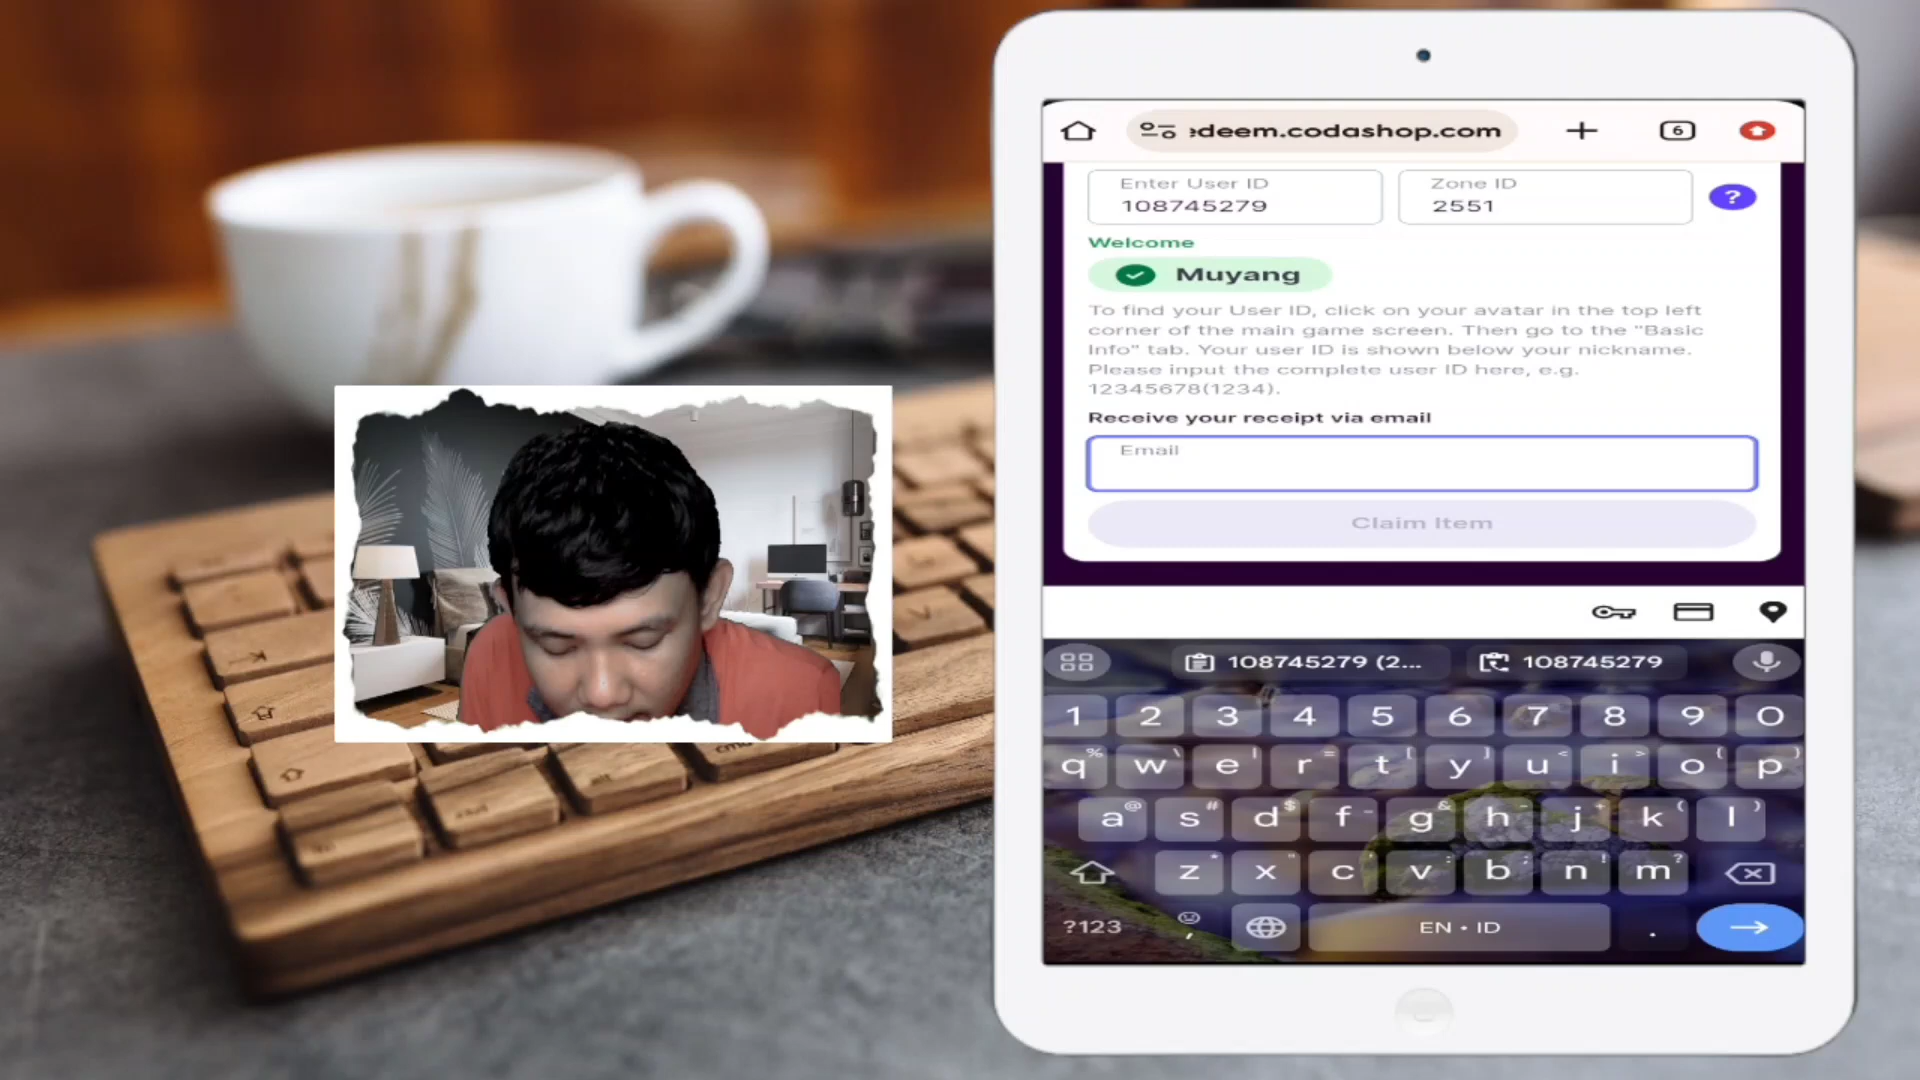 edeem.codashop.com
6
Enter User ID
108745279
Zone ID
2551
?
Welcome
Muyang
To find your User ID, click on your avatar in the top left
corner of the main game screen. Then go to the "Basic
Info" tab. Your user ID is shown below your nickname.
Please input the complete user ID here, e.g.
12345678(1234).
Receive your receipt via email
Email
Claim Item
108745279 (2...
108745279
1 2 3 4 5 6 7 8 9 0
q w e r t y u i o p
a s d f g h j k l
z x c v b n m
?123 , EN • ID .